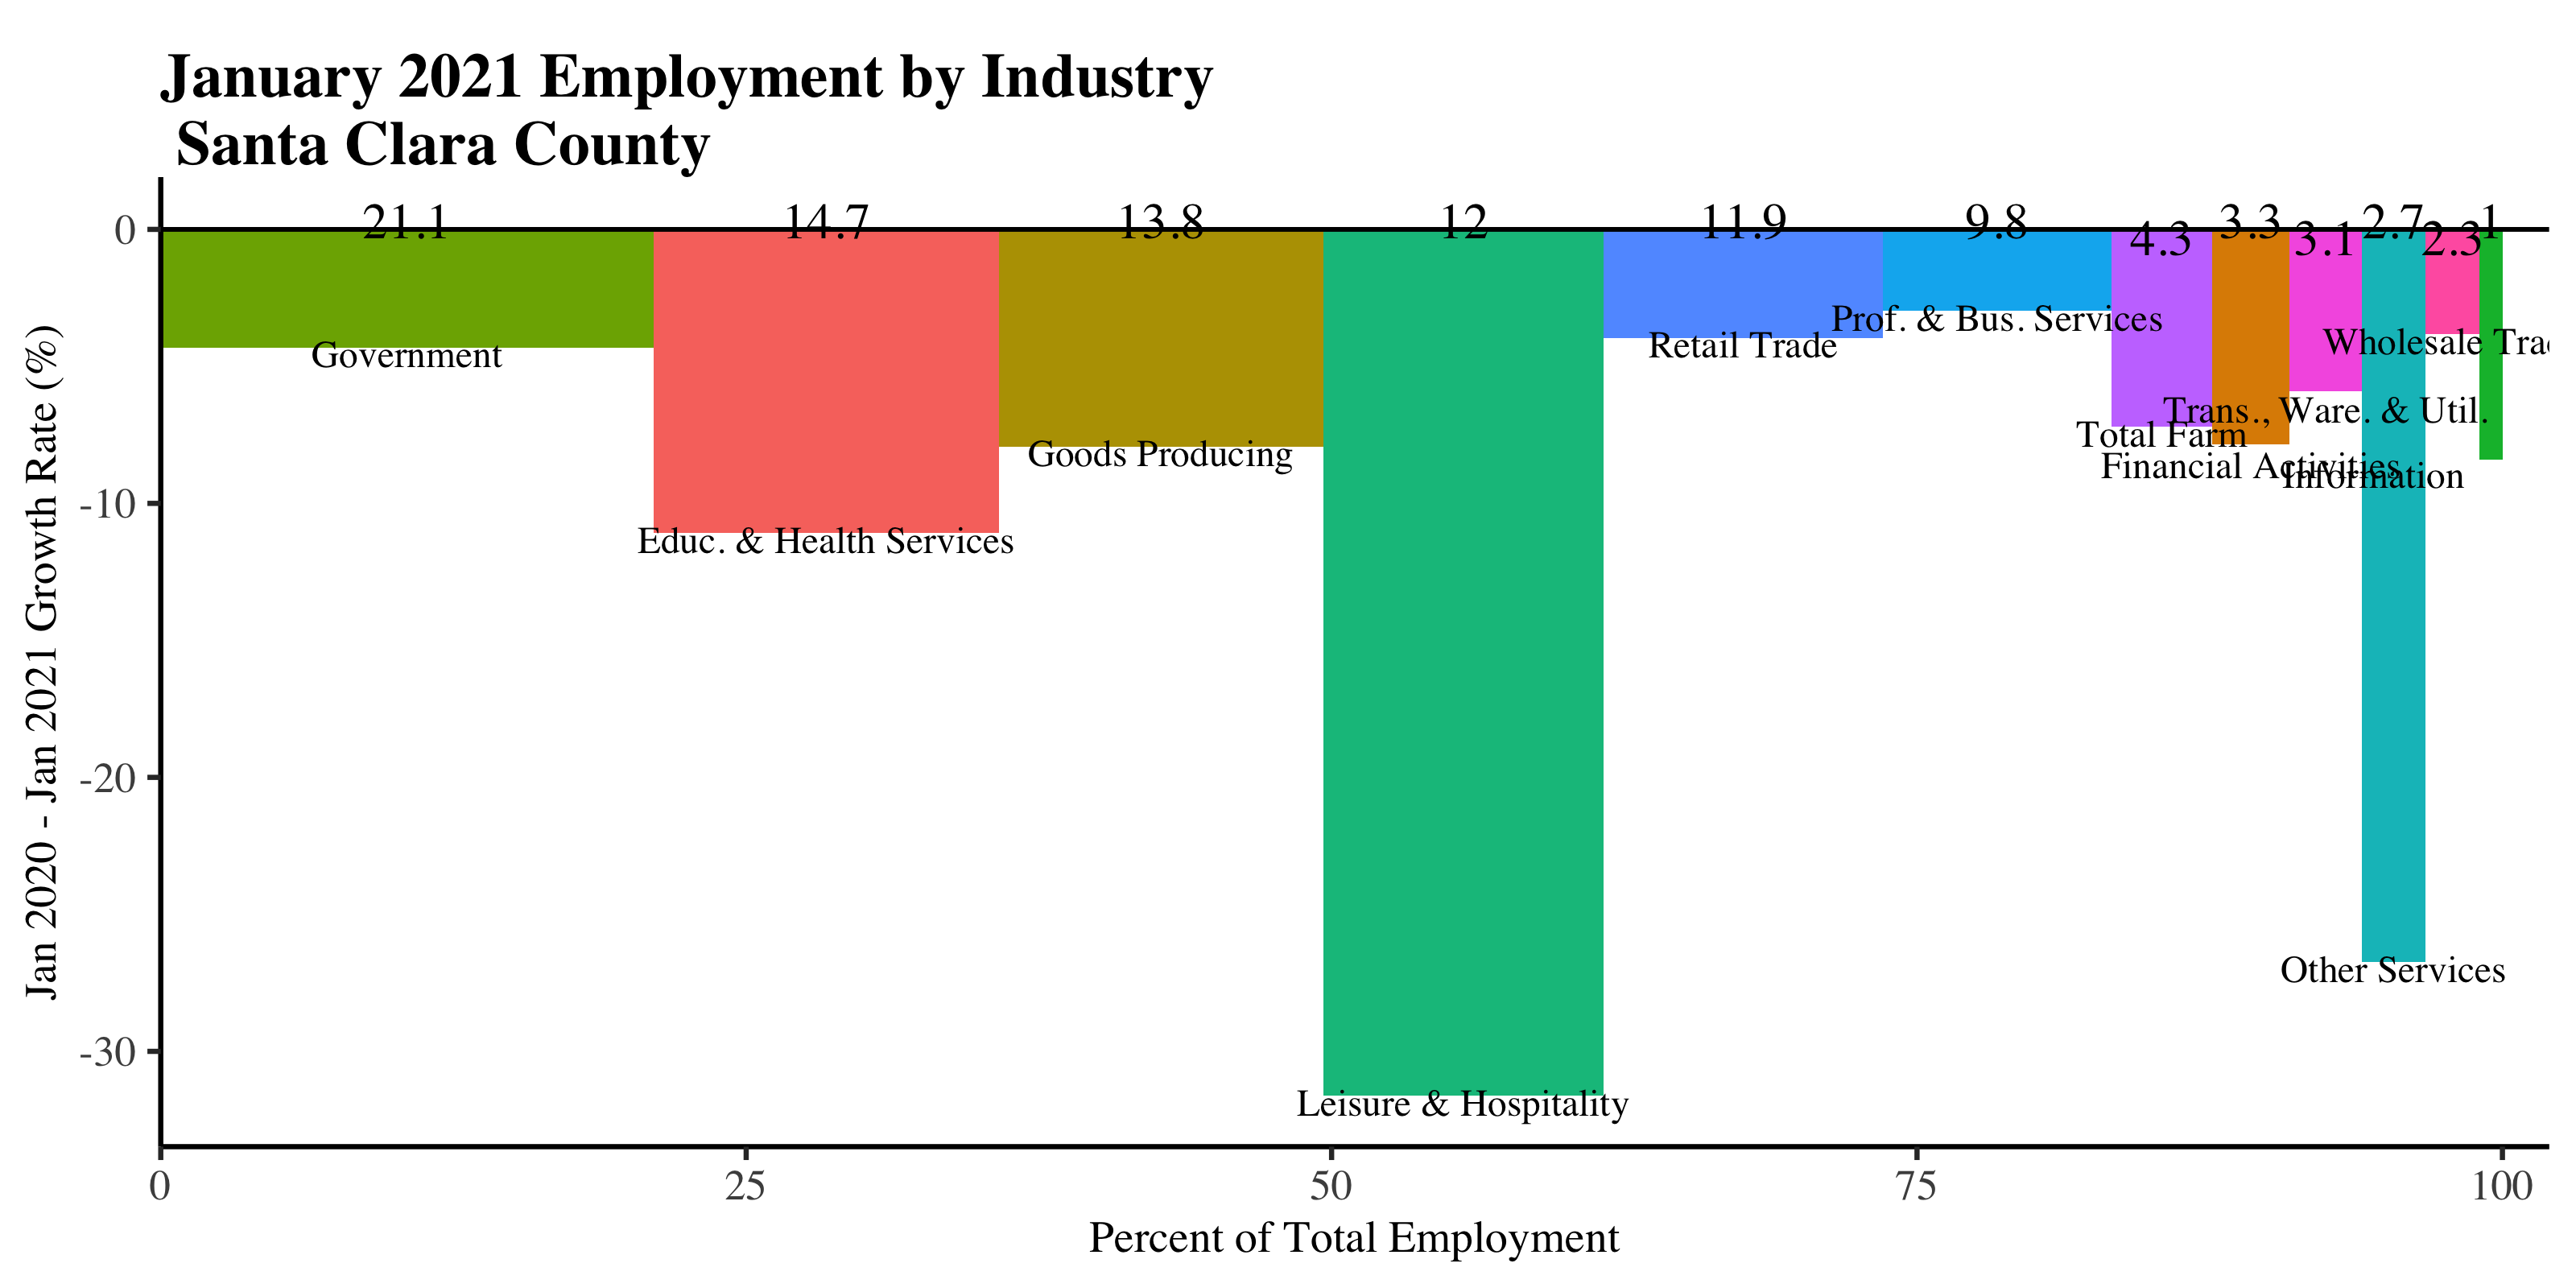 January 2021 Employment by Industry
Santa Clara County
21.1
14.7
13.8
12
11.9
9.8
4.3
3.3
3.1
2.7
2.3
1
0
-10
-20
-30
Jan 2020 - Jan 2021 Growth Rate (%)
Government
Educ. & Health Services
Goods Producing
Leisure & Hospitality
Retail Trade
Prof. & Bus. Services
Total Farm
Financial Activities
Trans., Ware. & Util.
Other Services
Wholesale
Information
0
25
50
75
100
Percent of Total Employment